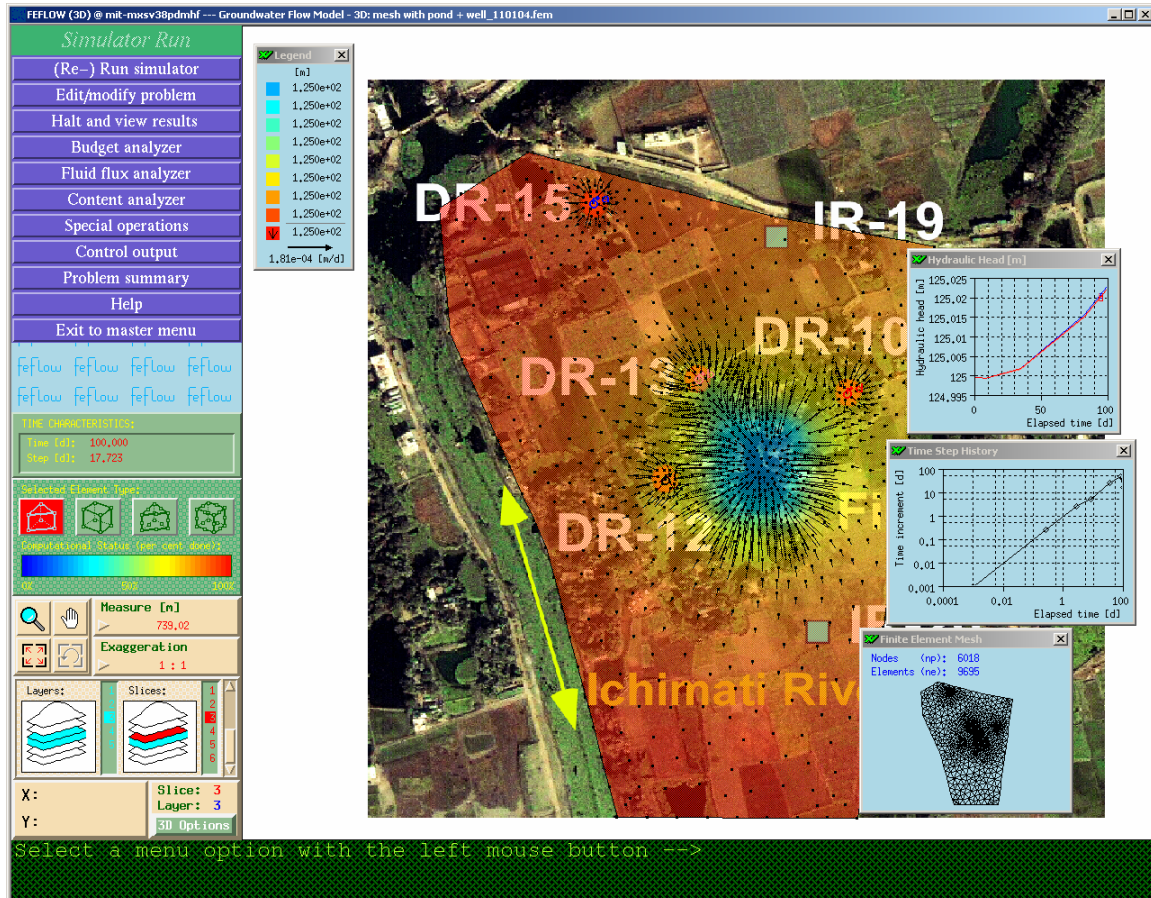 FEFLOW (3D) @ mit-mxsv38pdmhf --- Groundwater Flow Model - 3D: mesh with pond + well_110104.fem
Simulator Run
(Re-) Run simulator
Edit/modify problem
Halt and view results
Budget analyzer
Fluid flux analyzer
Content analyzer
Special operations
Control output
Problem summary
Help
Exit to master menu
feflow feflow feflow feflow
feflow feflow feflow feflow
TIME CHARACTERISTICS:
Time [d]: 100.000
Step [d]: 17.723
Selected Element Type:
Computational Status (per cent done):
0% 50% 100%
Measure [m]
739.02
Exaggeration
1 : 1
Layers: Slices:
1
2
3
4
5
6
X:
Y:
Slice: 3
Layer: 3
3D Options
Select a menu option with the left mouse button -->
Legend
[m]
1.250e+02
1.250e+02
1.250e+02
1.250e+02
1.250e+02
1.250e+02
1.250e+02
1.250e+02
1.250e+02
1.81e-04 [m/d]
DR-15
IR-19
DR-10
DR-1
DR-12
Ichimati Riv
Hydraulic Head [m]
Hydraulic head [m]
125.025
125.02
125.015
125.01
125.005
125
124.995
50 100
Elapsed time [d]
Time Step History
Time increment [d]
100
10
1
0.1
0.01
0.001
0.0001 0.01 1 100
Elapsed time [d]
Finite Element Mesh
Nodes (np): 6018
Elements (ne): 9695